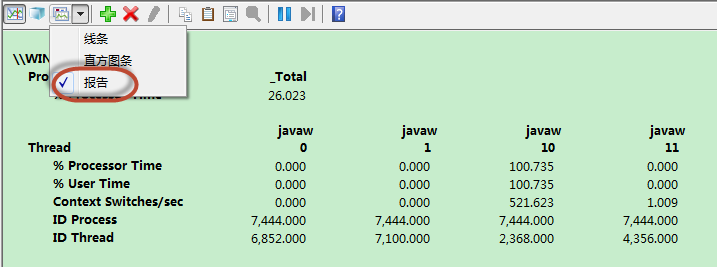 线条
\\WIN
直方图条
Pro
_Total
报告
% Processor Time
26.023
javaw javaw javaw javaw
Thread 0 1 10 11
% Processor Time 0.000 0.000 100.735 0.000
% User Time 0.000 0.000 100.735 0.000
Context Switches/sec 0.000 0.000 521.623 1.009
ID Process 7,444.000 7,444.000 7,444.000 7,444.000
ID Thread 6,852.000 7,100.000 2,368.000 4,356.000